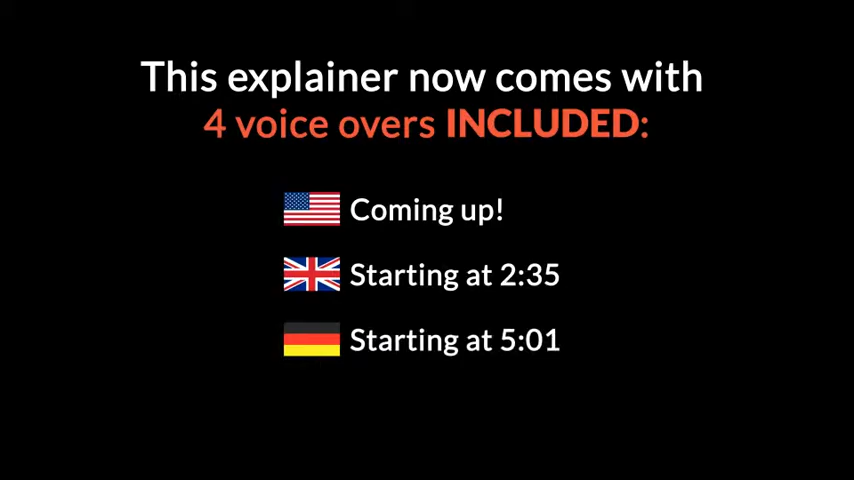 This explainer now comes with
4 voice overs INCLUDED:
Coming up!
Starting at 2:35
Starting at 5:01